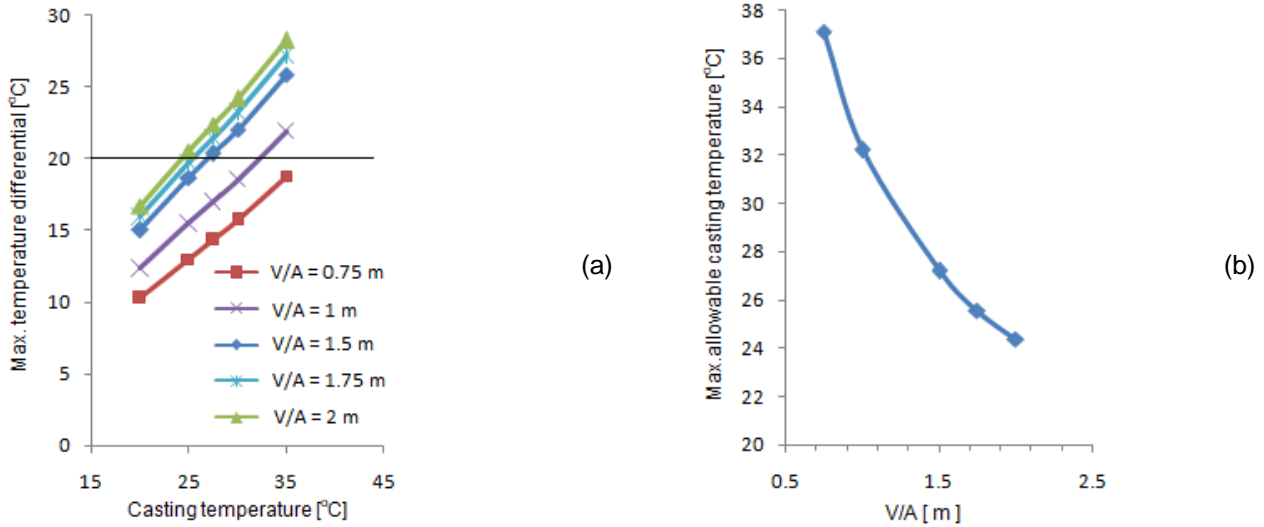 30
25
20
15
10
5
0
Max. temperature differential [°C]
V/A = 0.75 m
V/A = 1 m
V/A = 1.5 m
V/A = 1.75 m
V/A = 2 m
15 25 35 45
Casting temperature [°C]
(a)
38
36
34
32
30
28
26
24
22
20
Max. allowable casting temperature [°C]
0.5 1.5 2.5
V/A [ m ]
(b)